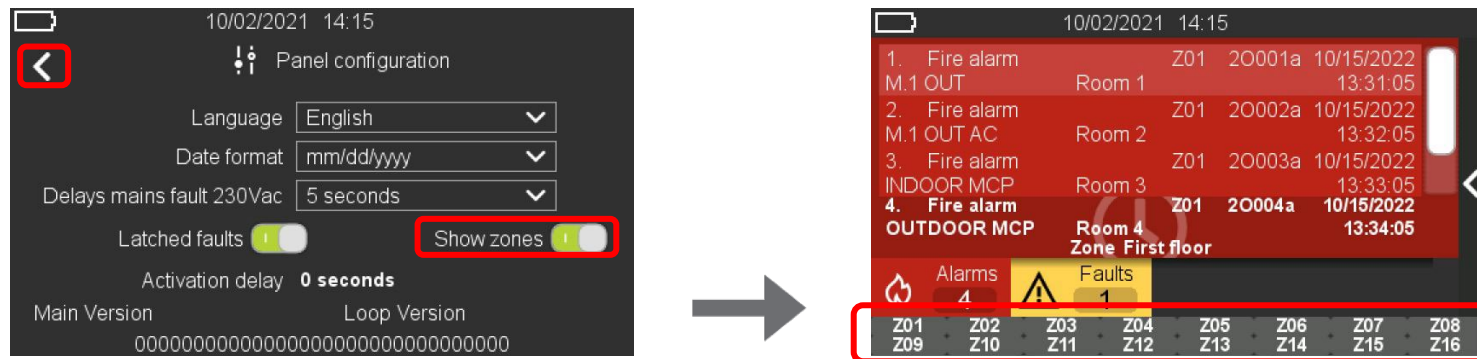 10/02/2021 14:15
Panel configuration
Language English
Date format mm/dd/yyyy
Delays mains fault 230Vac 5 seconds
Latched faults Show zones
Activation delay 0 seconds
Main Version Loop Version
00000000000000000000000000000000
10/02/2021 14:15
1. Fire alarm Z01 2O001a 10/15/2022
M.1 OUT Room 1 13:31:05
2. Fire alarm Z01 2O002a 10/15/2022
M.1 OUT AC Room 2 13:32:05
3. Fire alarm Z01 2O003a 10/15/2022
INDOOR MCP Room 3 13:33:05
4. Fire alarm Z01 2O004a 10/15/2022
OUTDOOR MCP Room 4 13:34:05
Zone First floor
Alarms Faults
4 1
Z01 Z02 Z03 Z04 Z05 Z06 Z07 Z08
Z09 Z10 Z11 Z12 Z13 Z14 Z15 Z16